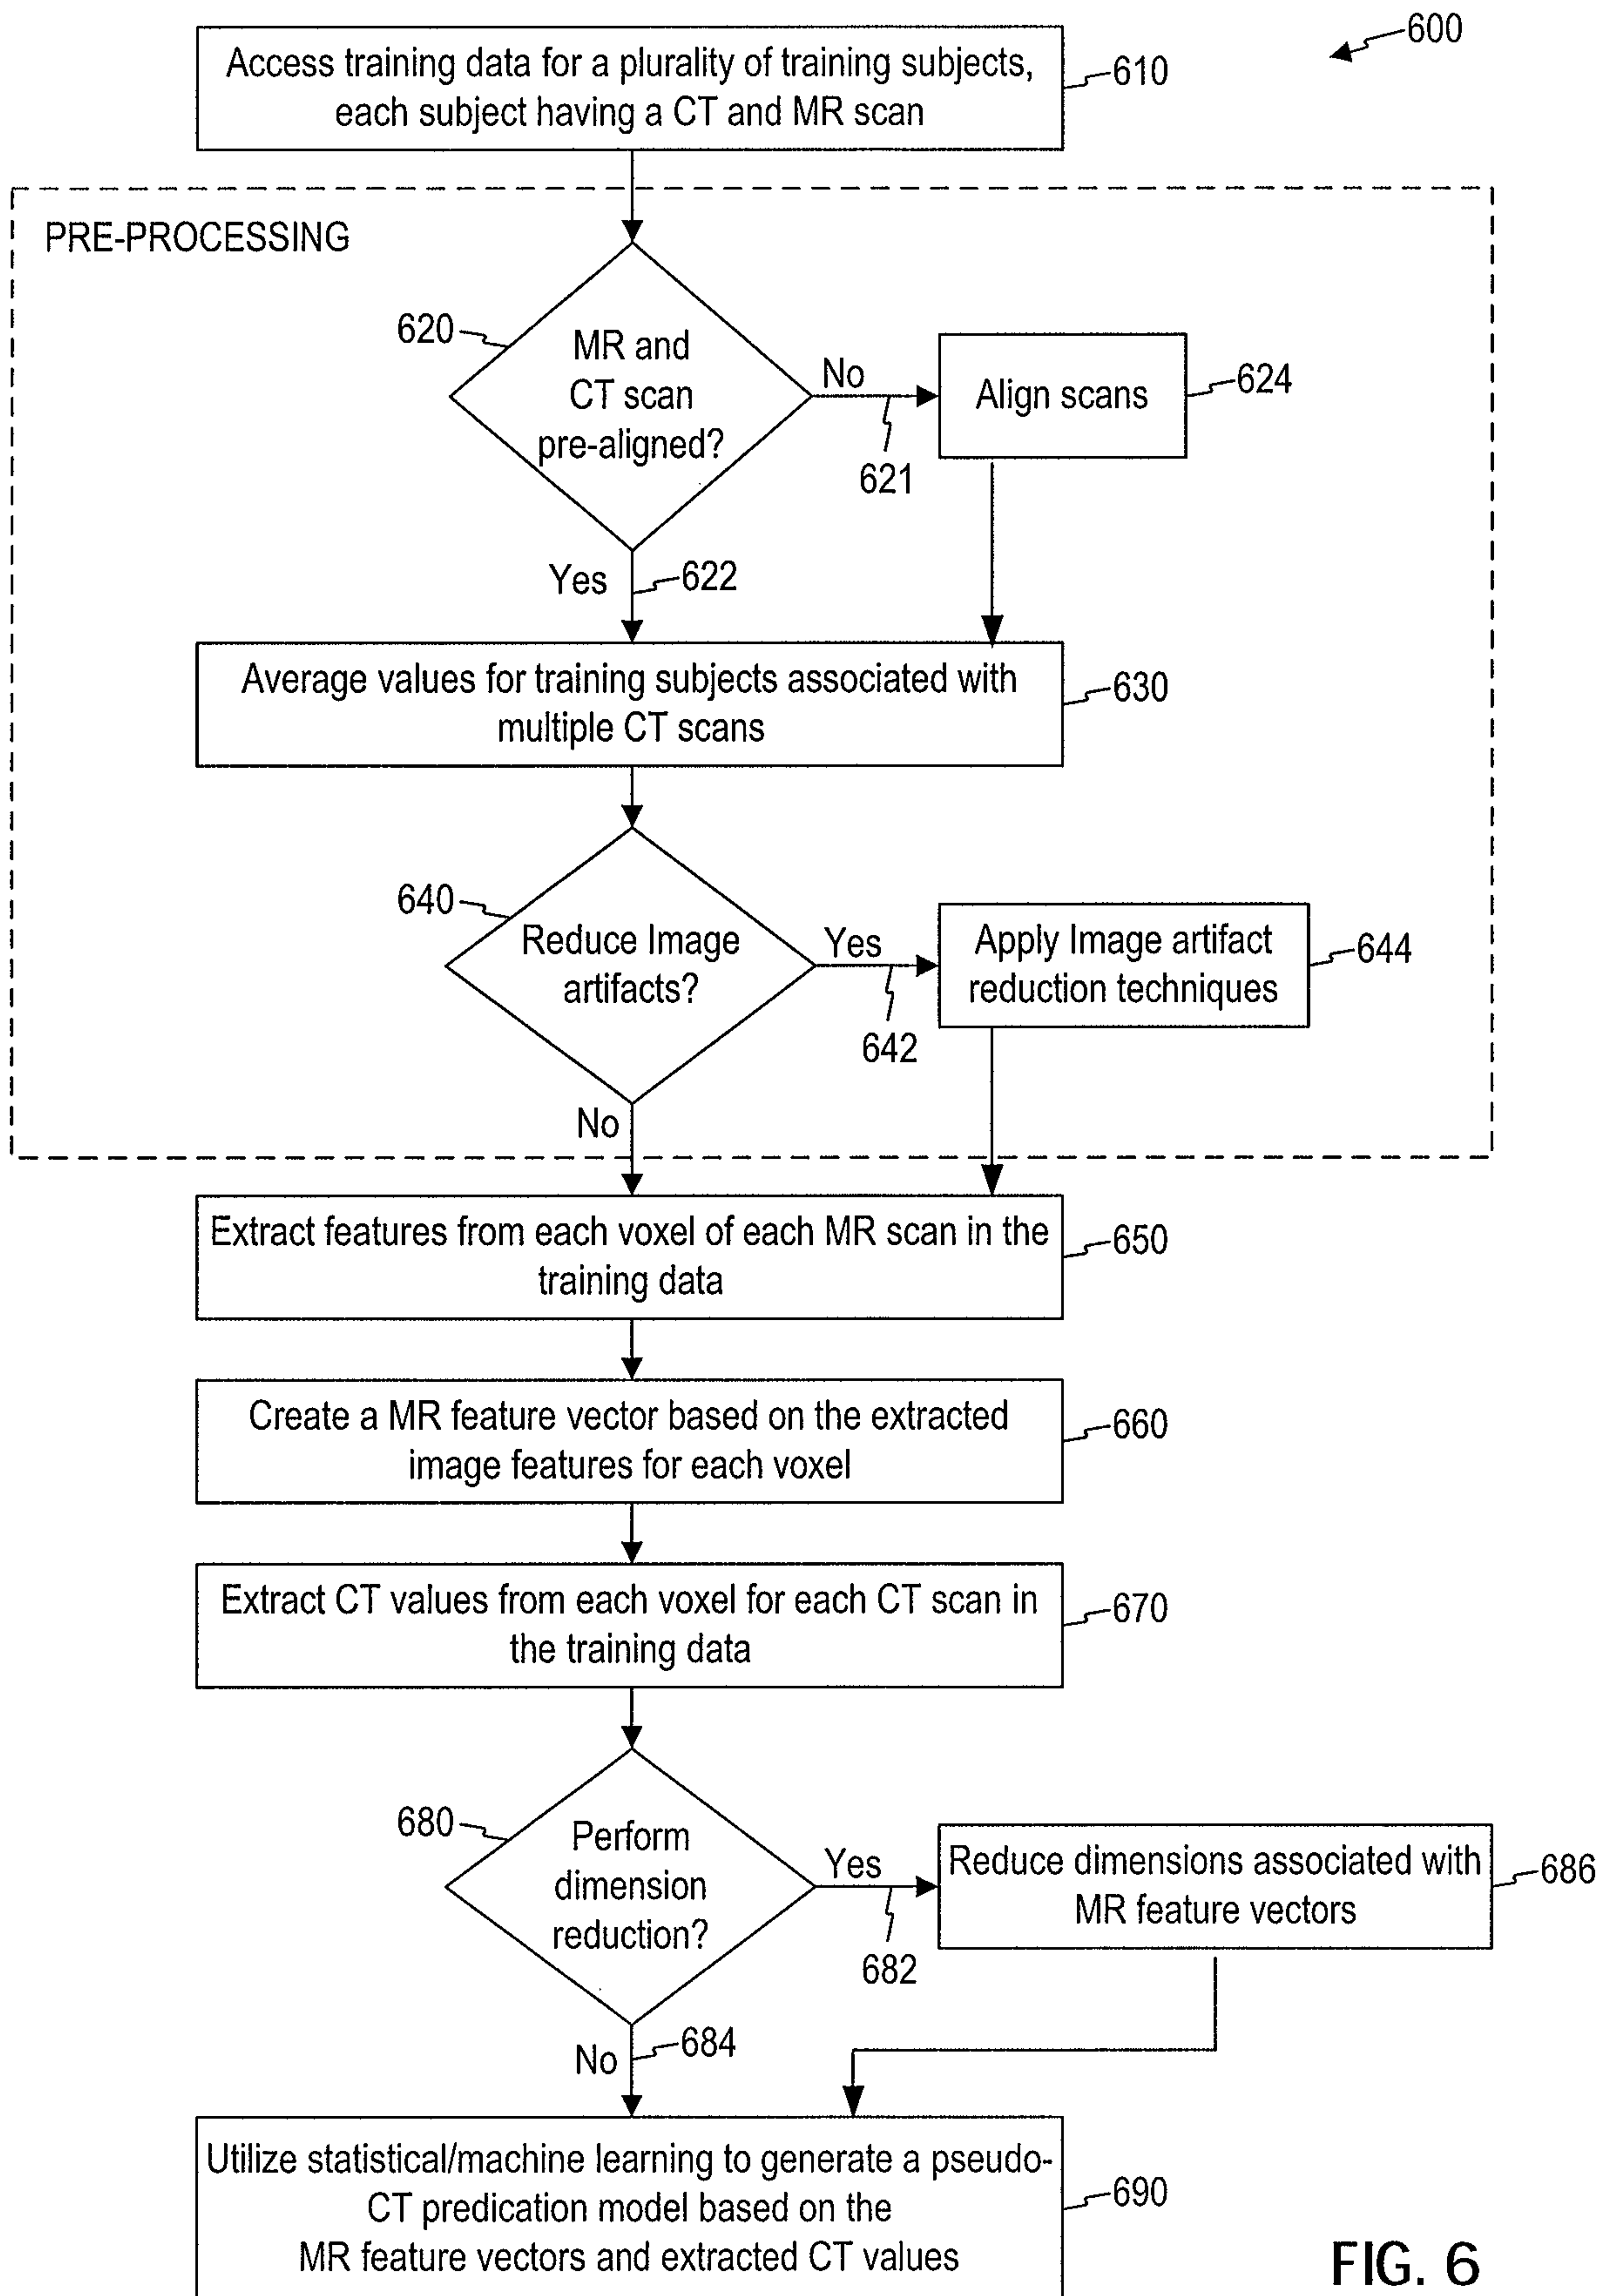 600
Access training data for a plurality of training subjects,
each subject having a CT and MR scan
610
PRE-PROCESSING
620
MR and
CT scan
pre-aligned?
No
621
Align scans
624
Yes
622
Average values for training subjects associated with
multiple CT scans
630
640
Reduce Image
artifacts?
Yes
642
Apply Image artifact
reduction techniques
644
No
Extract features from each voxel of each MR scan in the
training data
650
Create a MR feature vector based on the extracted
image features for each voxel
660
Extract CT values from each voxel for each CT scan in
the training data
670
680
Perform
dimension
reduction?
Yes
682
Reduce dimensions associated with
MR feature vectors
686
No
684
Utilize statistical/machine learning to generate a pseudo-
CT predication model based on the
MR feature vectors and extracted CT values
690
FIG. 6